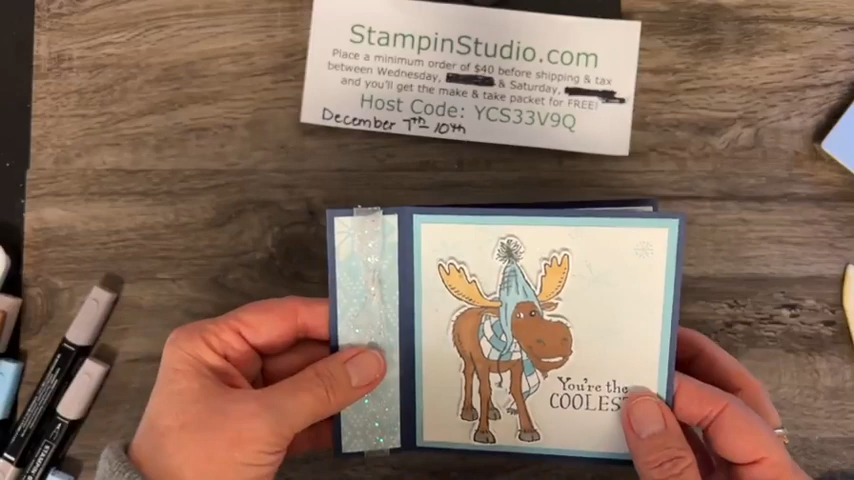 StampinStudio.com
Place a minimum order of $40 before shipping & tax
between Wednesday, & Saturday,
and you'll get the make & take packet for FREE!
Host Code: YCS33V9Q
December 7th - 10th
You're the
COOLEST
STAMPIN